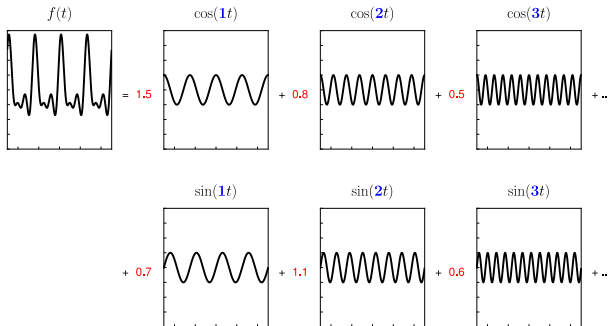 f(t) cos(1t) cos(2t) cos(3t)
= 1.5 + 0.8 + 0.5 + ...
sin(1t) sin(2t) sin(3t)
+ 0.7 + 1.1 + 0.6 + ...